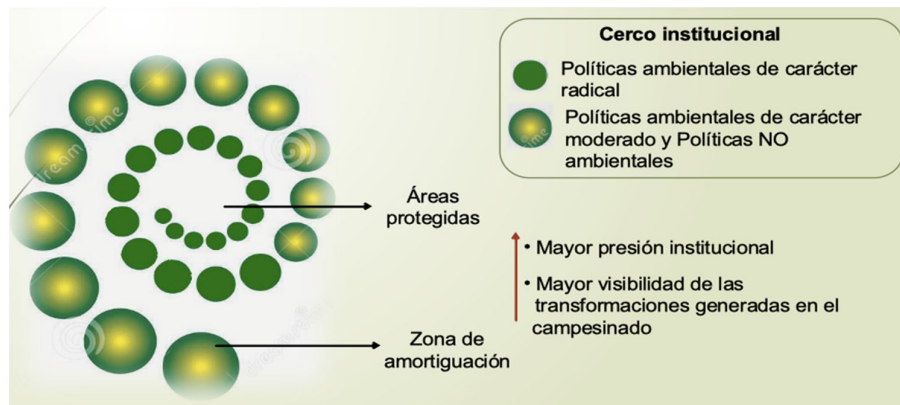 Cerco institucional
Políticas ambientales de carácter
radical
Políticas ambientales de carácter
moderado y Políticas NO
ambientales
Áreas
protegidas
• Mayor presión institucional
• Mayor visibilidad de las
transformaciones generadas en el
campesinado
Zona de
amortiguación